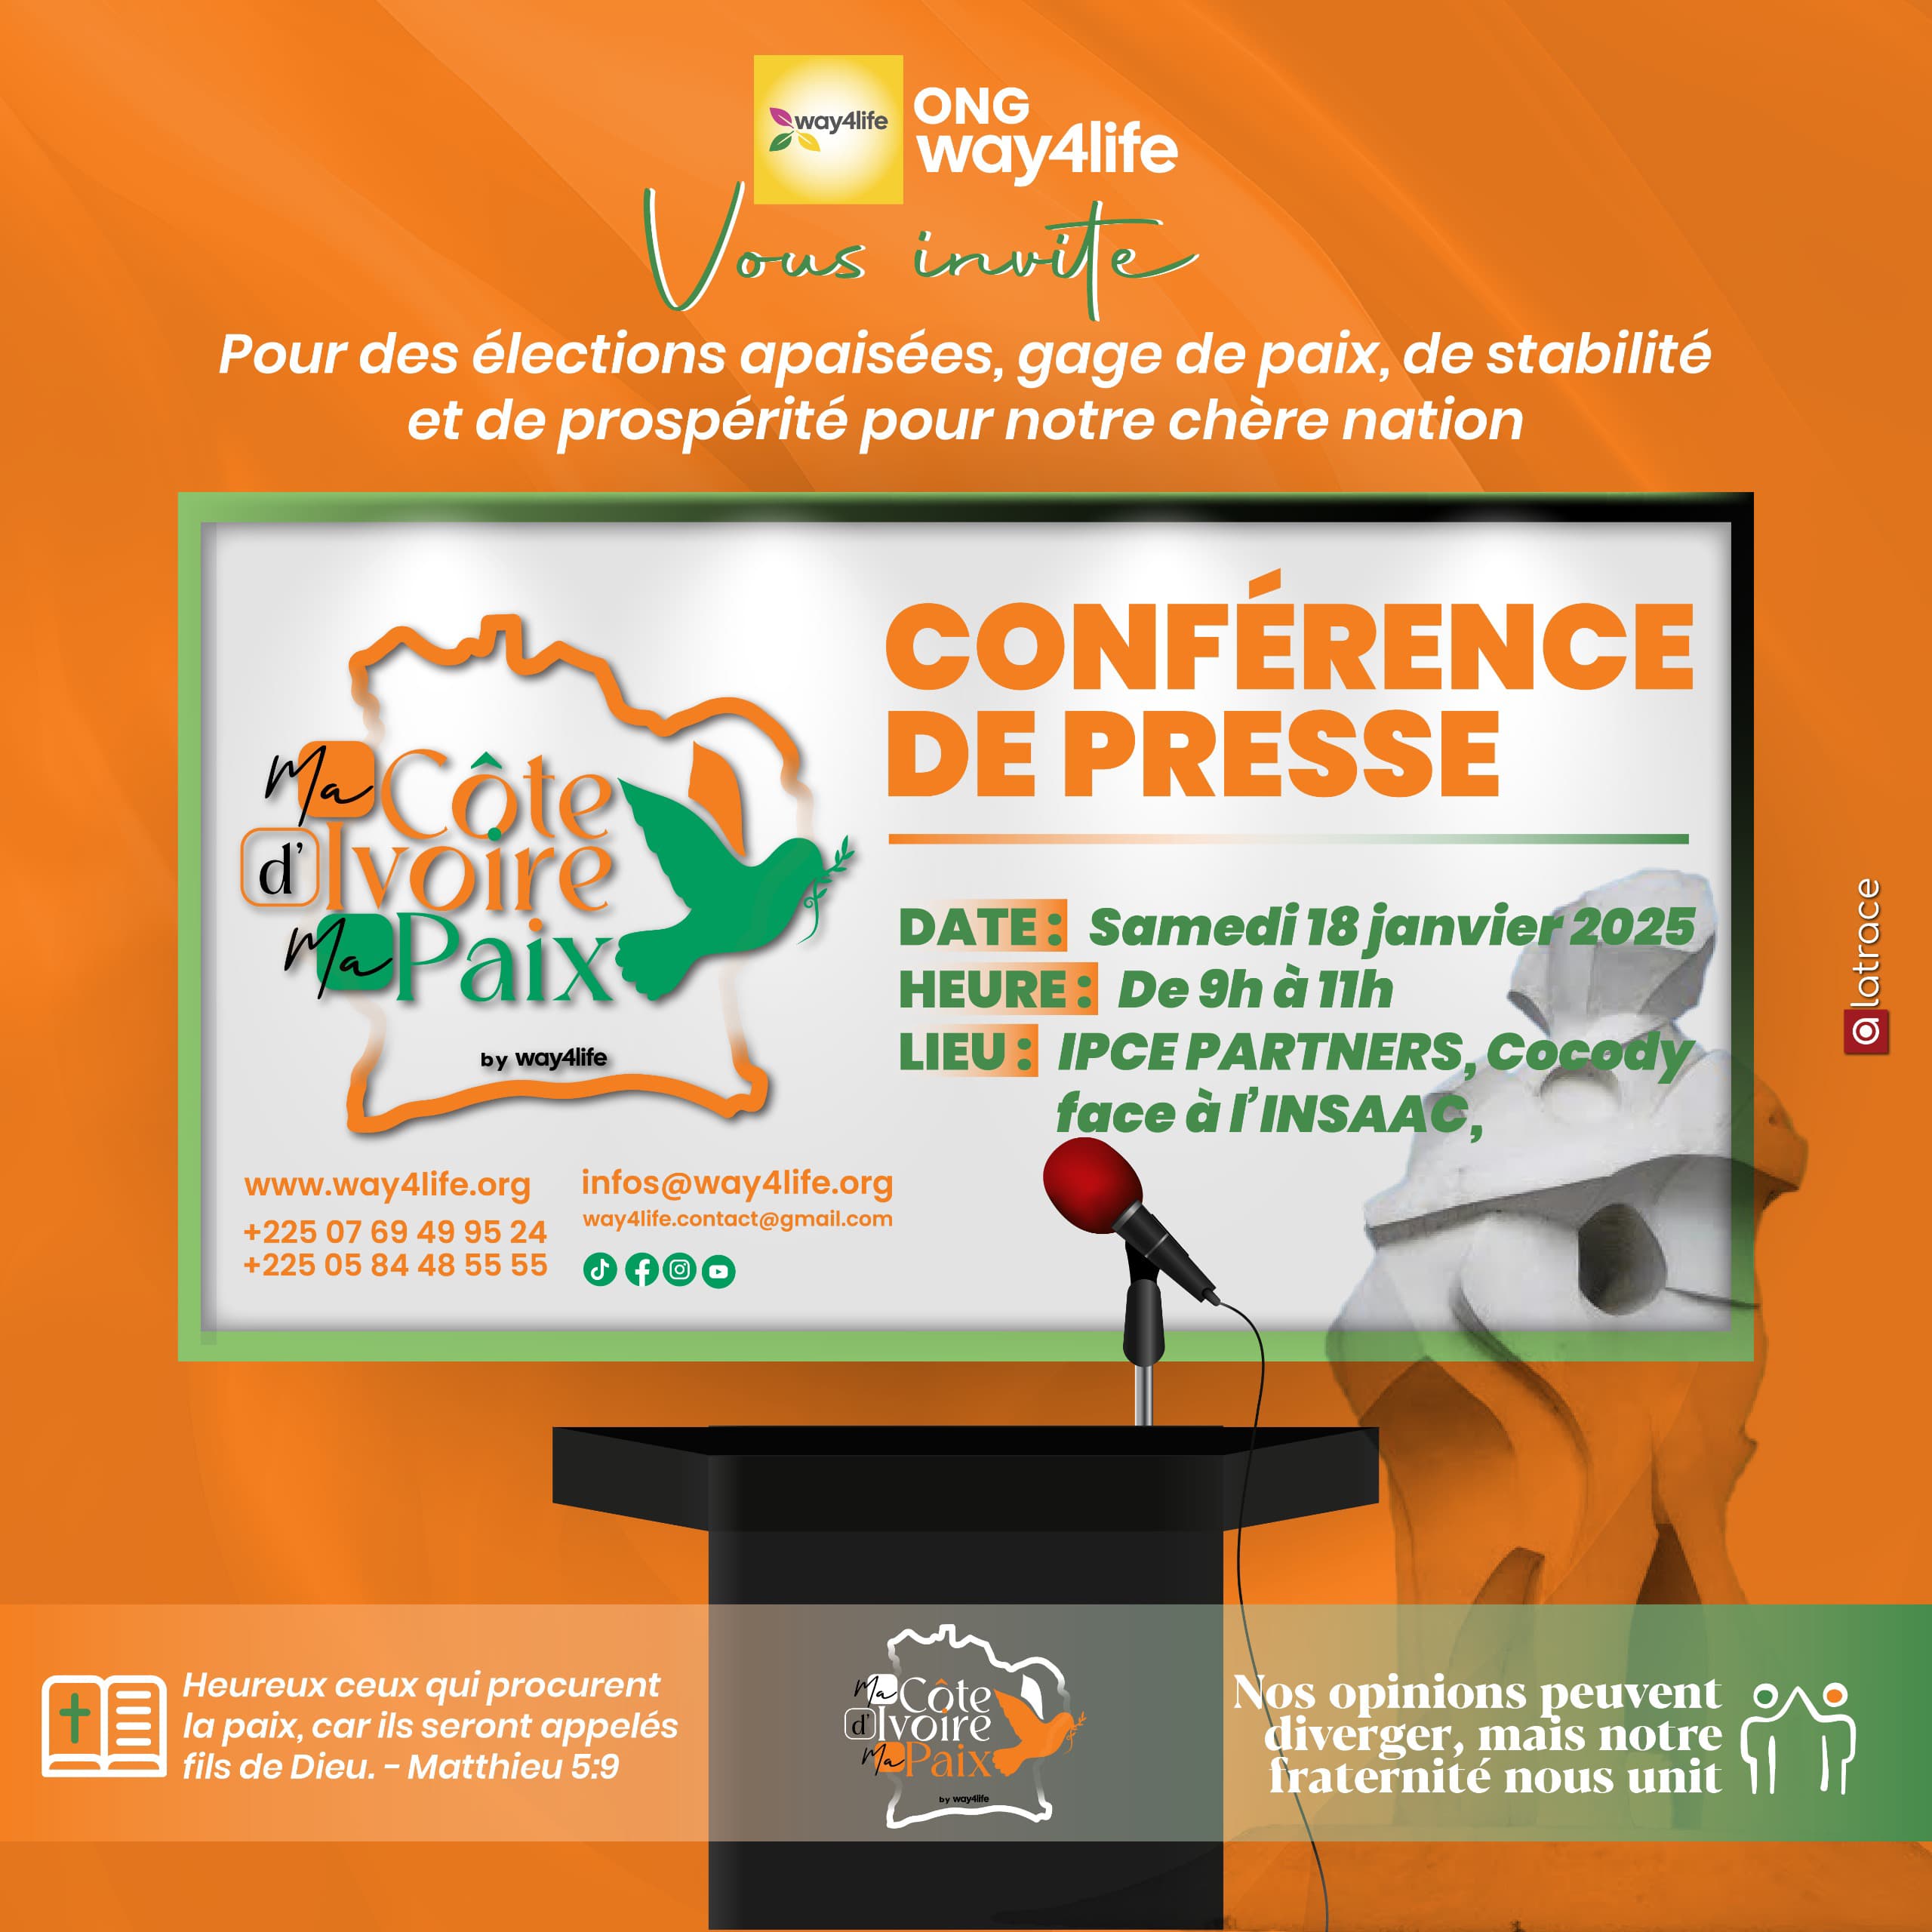 way4life
ONG
way4life
Vous invite
Pour des élections apaisées, gage de paix, de stabilité
et de prospérité pour notre chère nation
CONFÉRENCE
DE PRESSE
Ma Côte
d'Ivoire
Ma Paix
by way4life
DATE : Samedi 18 janvier 2025
HEURE : De 9h à 11h
LIEU : IPCE PARTNERS, Cocody
face à l'INSAAC,
www.way4life.org
+225 07 69 49 95 24
+225 05 84 48 55 55
infos@way4life.org
way4life.contact@gmail.com
latrace
Heureux ceux qui procurent
la paix, car ils seront appelés
fils de Dieu. - Matthieu 5:9
Ma Côte
d'Ivoire
Ma Paix
by way4life
Nos opinions peuvent
diverger, mais notre
fraternité nous unit